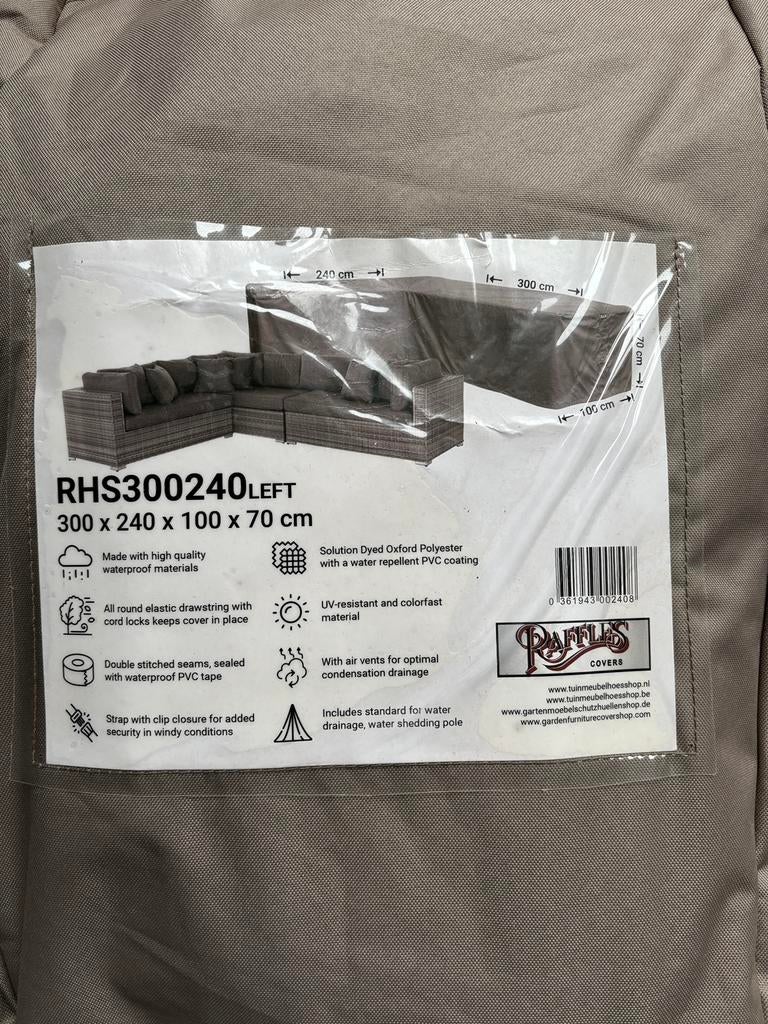 240 cm
300 cm
70 cm
100 cm
RHS300240LEFT
300 x 240 x 100 x 70 cm
Made with high quality
waterproof materials
Solution Dyed Oxford Polyester
with a water repellent PVC coating
All round elastic drawstring with
cord locks keeps cover in place
UV-resistant and colorfast
material
Double stitched seams, sealed
with waterproof PVC tape
With air vents for optimal
condensation drainage
Strap with clip closure for added
security in windy conditions
Includes standard for water
drainage, water shedding pole
0 361943 002408
RAFFLES
COVERS
www.tuinmeubelhoesshop.nl
www.tuinmeubelhoesshop.be
www.gartenmoebelschutzhuellenshop.de
www.gardenfurniturecovershop.com